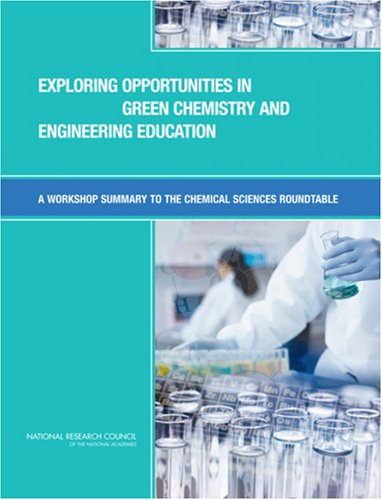 EXPLORING OPPORTUNITIES IN
GREEN CHEMISTRY AND
ENGINEERING EDUCATION
A WORKSHOP SUMMARY TO THE CHEMICAL SCIENCES ROUNDTABLE
NATIONAL RESEARCH COUNCIL
OF THE NATIONAL ACADEMIES